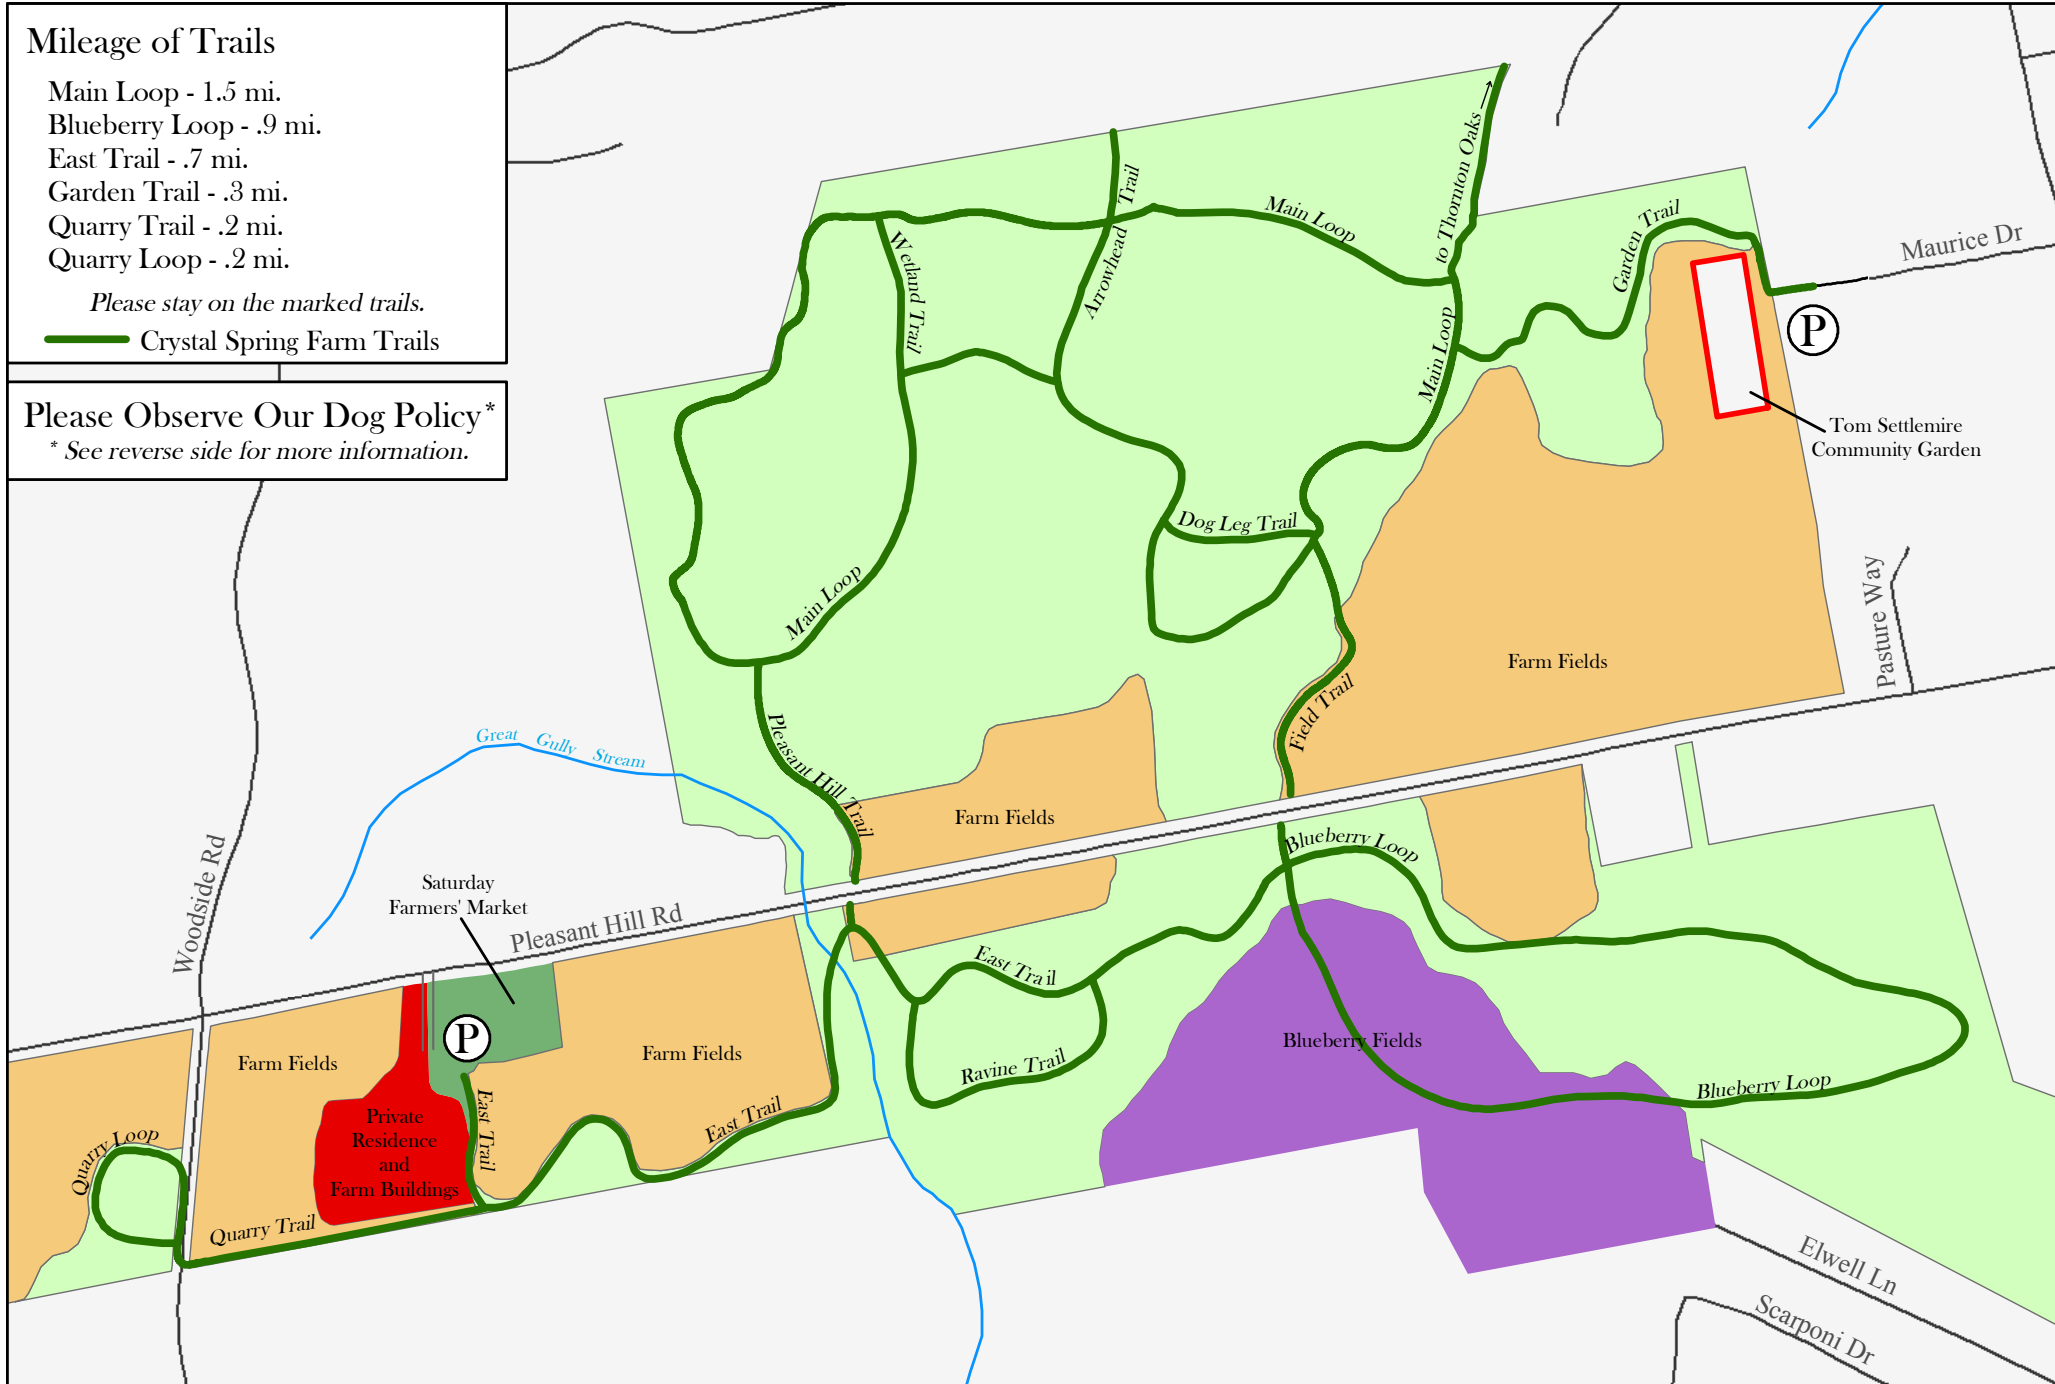 Mileage of Trails
Main Loop - 1.5 mi.
Blueberry Loop - .9 mi.
East Trail - .7 mi.
Garden Trail - .3 mi.
Quarry Trail - .2 mi.
Quarry Loop - .2 mi.
Please stay on the marked trails.
Crystal Spring Farm Trails
Please Observe Our Dog Policy*
* See reverse side for more information.
to Thornton Oaks
Arrowhead Trail
Main Loop
Garden Trail
Maurice Dr
Wetland Trail
Main Loop
P
Tom Settlemire
Community Garden
Dog Leg Trail
Main Loop
Pasture Way
Farm Fields
Field Trail
Pleasant Hill Trail
Great Gully Stream
Farm Fields
Blueberry Loop
Woodside Rd
Saturday
Farmers' Market
Pleasant Hill Rd
East Trail
P
Farm Fields
Farm Fields
Blueberry Fields
Ravine Trail
Blueberry Loop
East Trail
East Trail
Private
Residence
and
Farm Buildings
Quarry Loop
Quarry Trail
Elwell Ln
Scarponi Dr